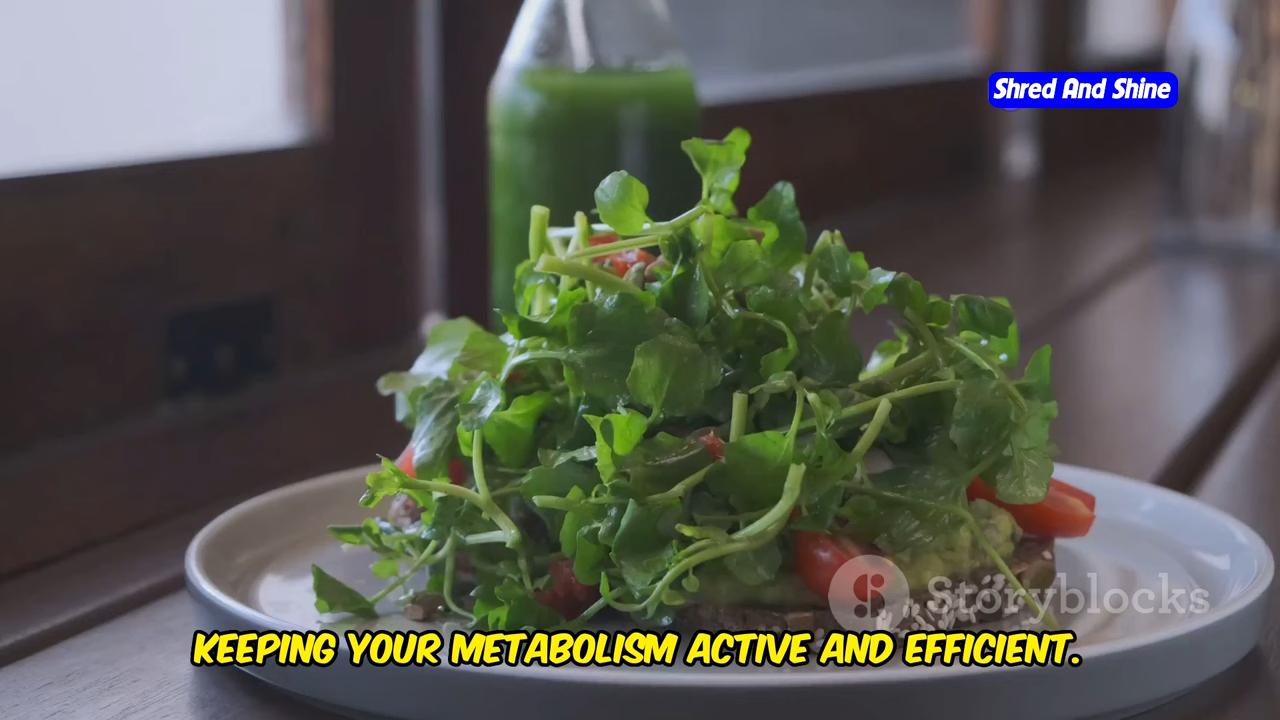 Shred And Shine
Storyblocks
KEEPING YOUR METABOLISM ACTIVE AND EFFICIENT.